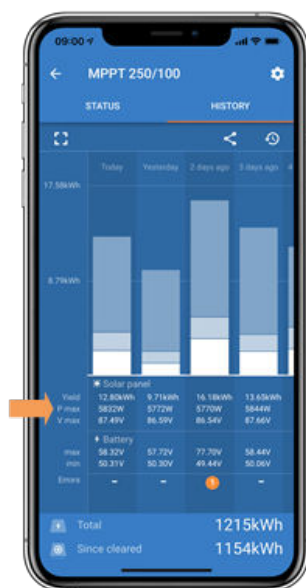 09:00
MPPT 250/100
STATUS HISTORY
Today Yesterday 2 days ago 3 days ago 4
17.58kWh
8.79kWh
Solar panel
Yield 12.80kWh 9.71kWh 16.18kWh 13.65kWh
P max 5832W 5772W 5770W 5844W
V max 87.49V 86.59V 86.54V 87.66V
Battery
max 58.32V 57.72V 77.70V 58.44V
min 50.31V 50.30V 49.44V 50.06V
Errors - - 1 -
Total 1215kWh
Since cleared 1154kWh